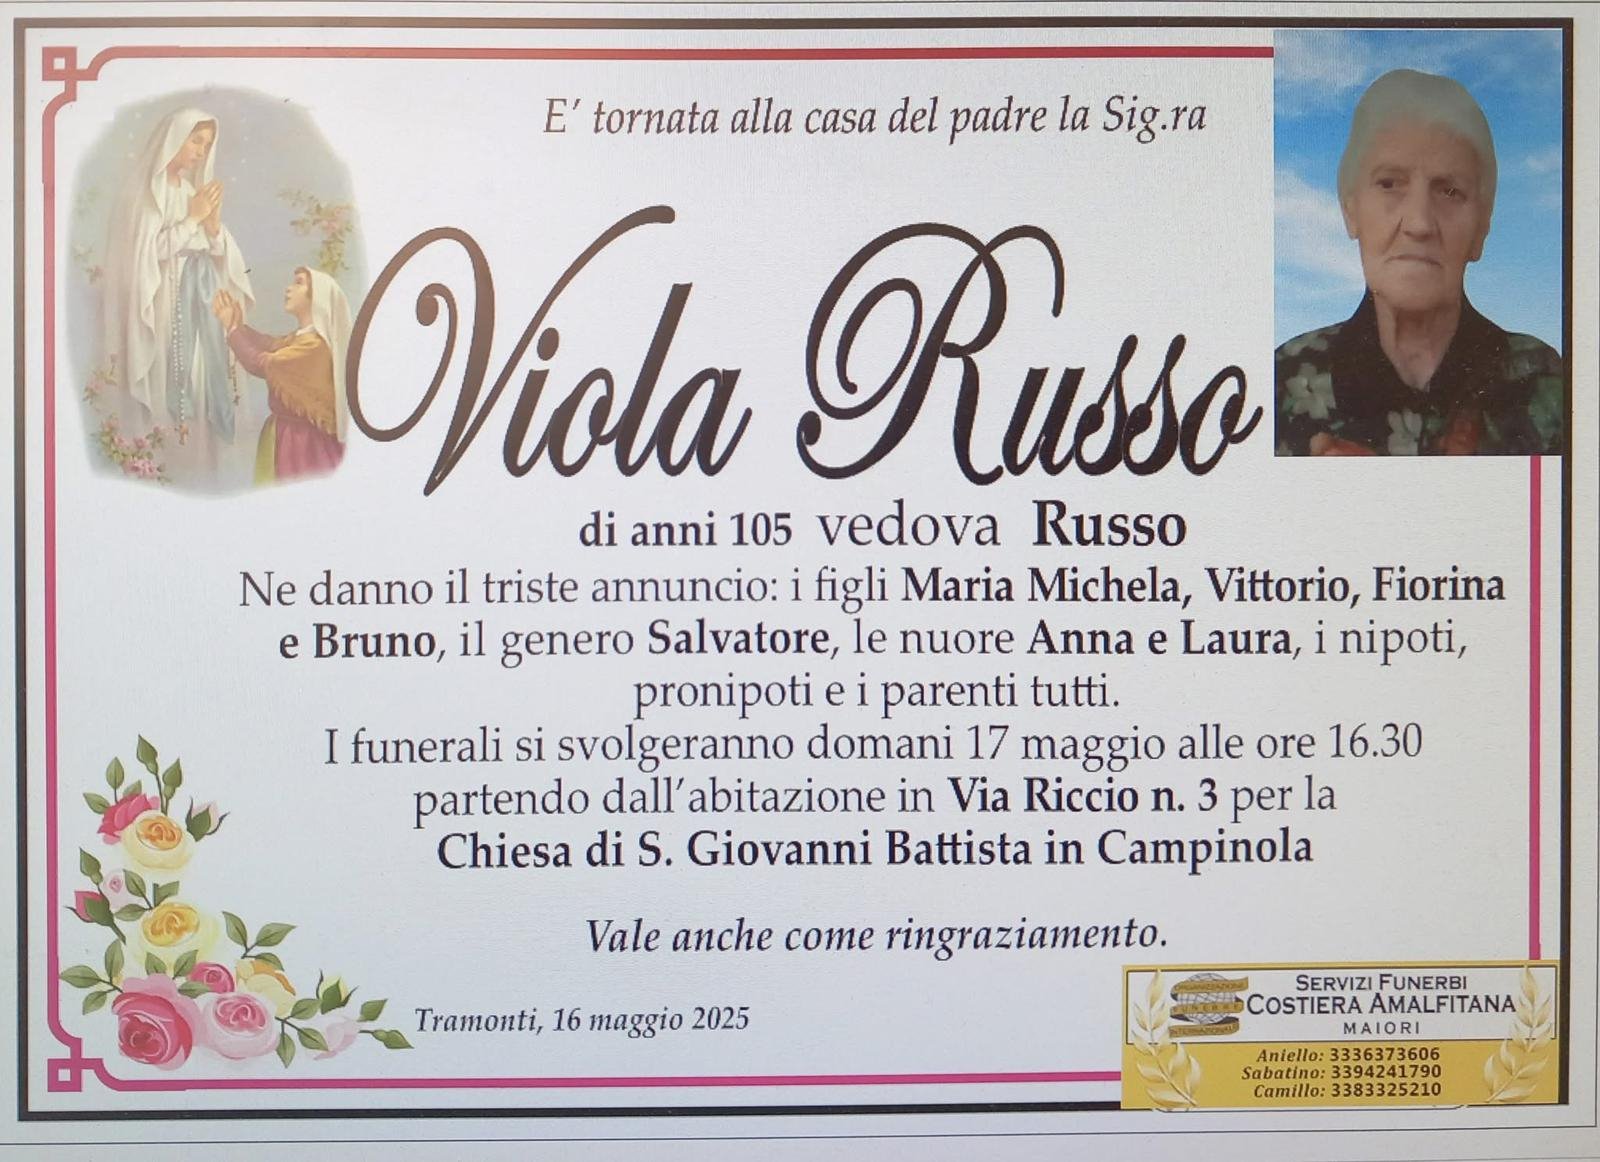 E' tornata alla casa del padre la Sig.ra
Viola Russo
di anni 105 vedova Russo
Ne danno il triste annuncio: i figli Maria Michela, Vittorio, Fiorina
e Bruno, il genero Salvatore, le nuore Anna e Laura, i nipoti,
pronipoti e i parenti tutti.
I funerali si svolgeranno domani 17 maggio alle ore 16.30
partendo dall'abitazione in Via Riccio n. 3 per la
Chiesa di S. Giovanni Battista in Campinola
Vale anche come ringraziamento.
Tramonti, 16 maggio 2025
ORGANIZZAZIONE
FUNEBRE
INTERNAZIONALE
SERVIZI FUNERBI
COSTIERA AMALFITANA
MAIORI
Aniello: 3336373606
Sabatino: 3394241790
Camillo: 3383325210